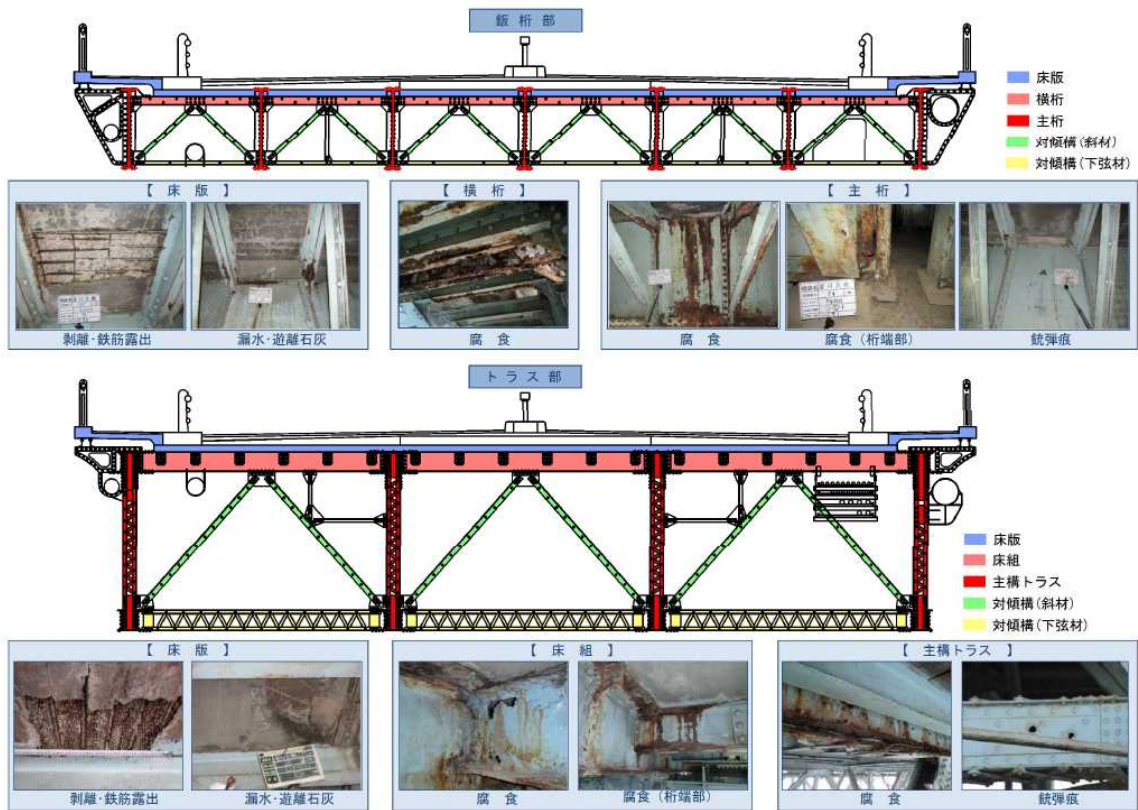 鈑桁部
床版
横桁
主桁
対傾構(斜材)
対傾構(下弦材)
【 床 版 】
【 横 桁 】
【 主 桁 】
剥離・鉄筋露出
漏水・遊離石灰
腐 食
腐 食
腐食(桁端部)
銃弾痕
トラス部
床版
床組
主構トラス
対傾構(斜材)
対傾構(下弦材)
【 床 版 】
【 床 組 】
【 主構トラス 】
剥離・鉄筋露出
漏水・遊離石灰
腐 食
腐食(桁端部)
腐 食
銃弾痕